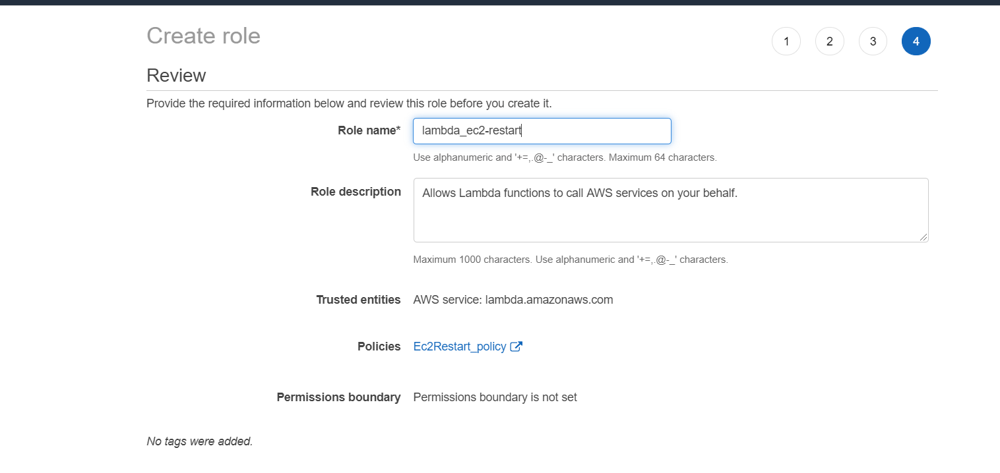 Create role
1 2 3 4
Review
Provide the required information below and review this role before you create it.
Role name* lambda_ec2-restart
Use alphanumeric and '+=,.@-_' characters. Maximum 64 characters.
Role description Allows Lambda functions to call AWS services on your behalf.
Maximum 1000 characters. Use alphanumeric and '+=,.@-_' characters.
Trusted entities AWS service: lambda.amazonaws.com
Policies Ec2Restart_policy
Permissions boundary Permissions boundary is not set
No tags were added.